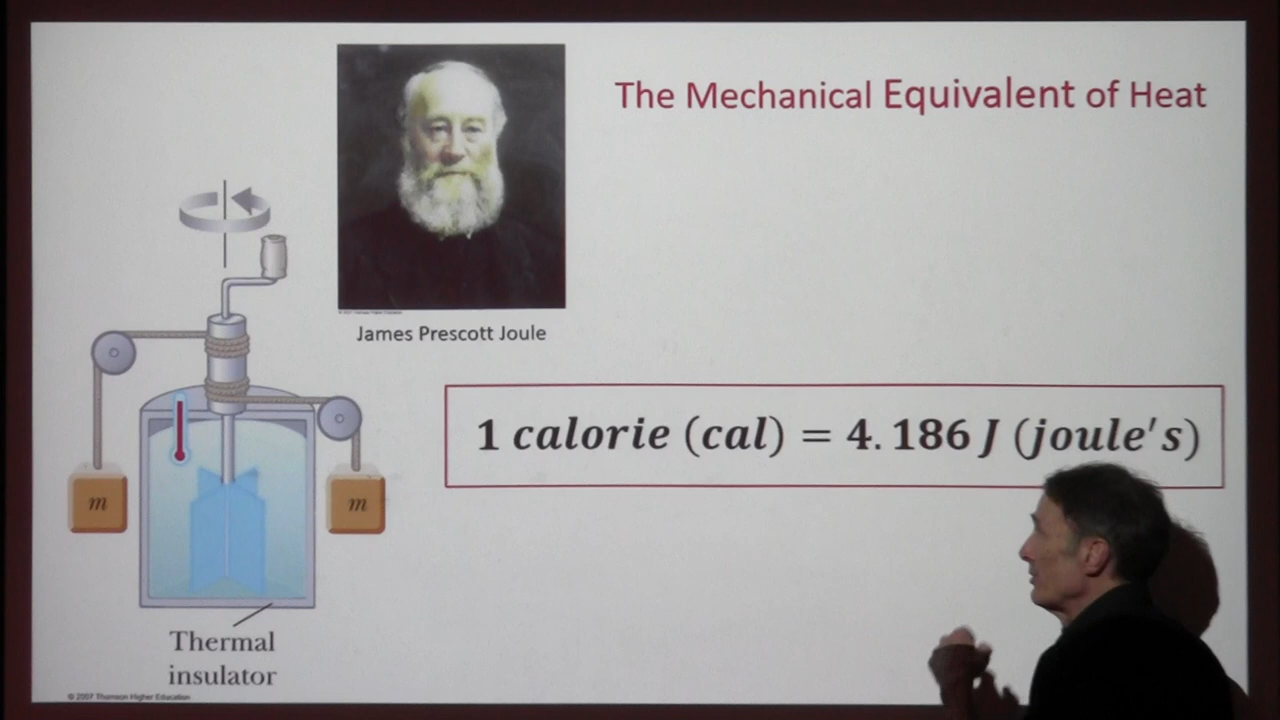 The Mechanical Equivalent of Heat
James Prescott Joule
1 calorie (cal) = 4.186 J (joule's)
m
m
Thermal
insulator
© 2007 Thomson Higher Education